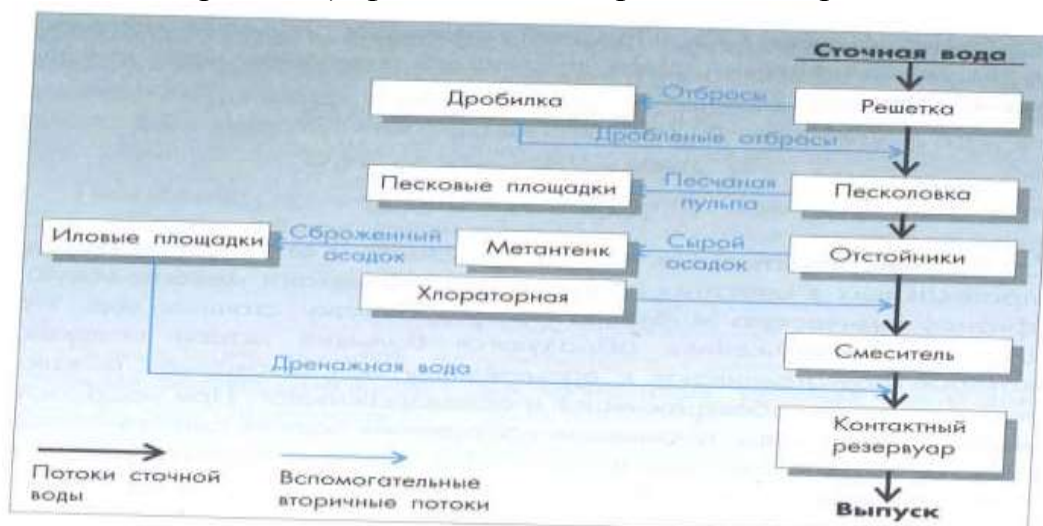 Сточная вода
Дробилка
Отбросы
Решетка
Дробленые отбросы
Песковые площадки
Песчаная
пульпа
Песколовка
Иловые площадки
Сброженный
осадок
Метантенк
Сырой
осадок
Отстойники
Хлораторная
Смеситель
Дренажная вода
Контактный
резервуар
Потоки сточной
воды
Вспомогательные
вторичные потоки
Выпуск